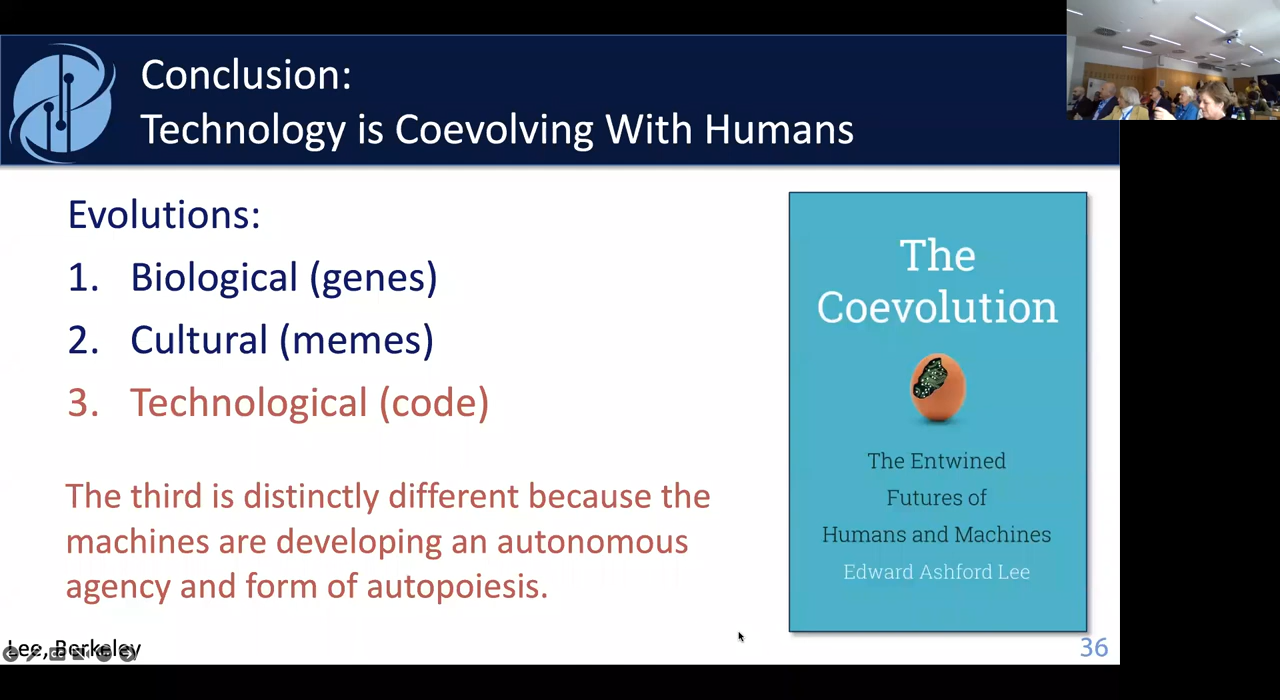 Conclusion:
Technology is Coevolving With Humans
Evolutions:
1. Biological (genes)
2. Cultural (memes)
3. Technological (code)
The third is distinctly different because the
machines are developing an autonomous
agency and form of autopoiesis.
The
Coevolution
The Entwined
Futures of
Humans and Machines
Edward Ashford Lee
Lee, Berkeley
36